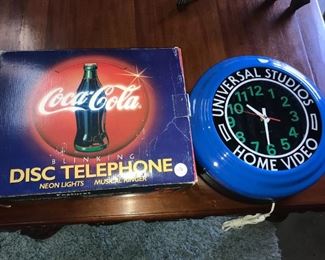 Coca-Cola
BLINKING
DISC TELEPHONE
NEON LIGHTS MUSICAL RINGER
UNIVERSAL STUDIOS
12
1
2
3
4
5
6
7
8
9
10
11
HOME VIDEO